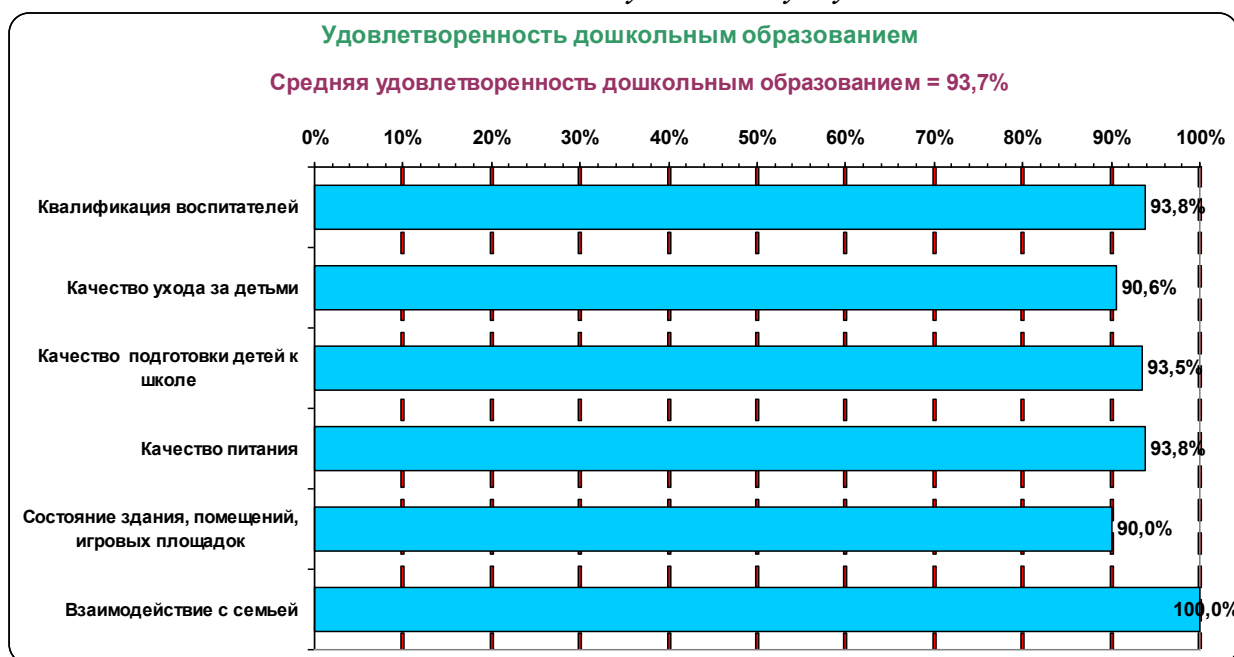 Удовлетворенность дошкольным образованием
Средняя удовлетворенность дошкольным образованием = 93,7%
0% 10% 20% 30% 40% 50% 60% 70% 80% 90% 100%
Квалификация воспитателей 93,8%
Качество ухода за детьми 90,6%
Качество подготовки детей к
школе 93,5%
Качество питания 93,8%
Состояние здания, помещений,
игровых площадок 90,0%
Взаимодействие с семьей 100,0%